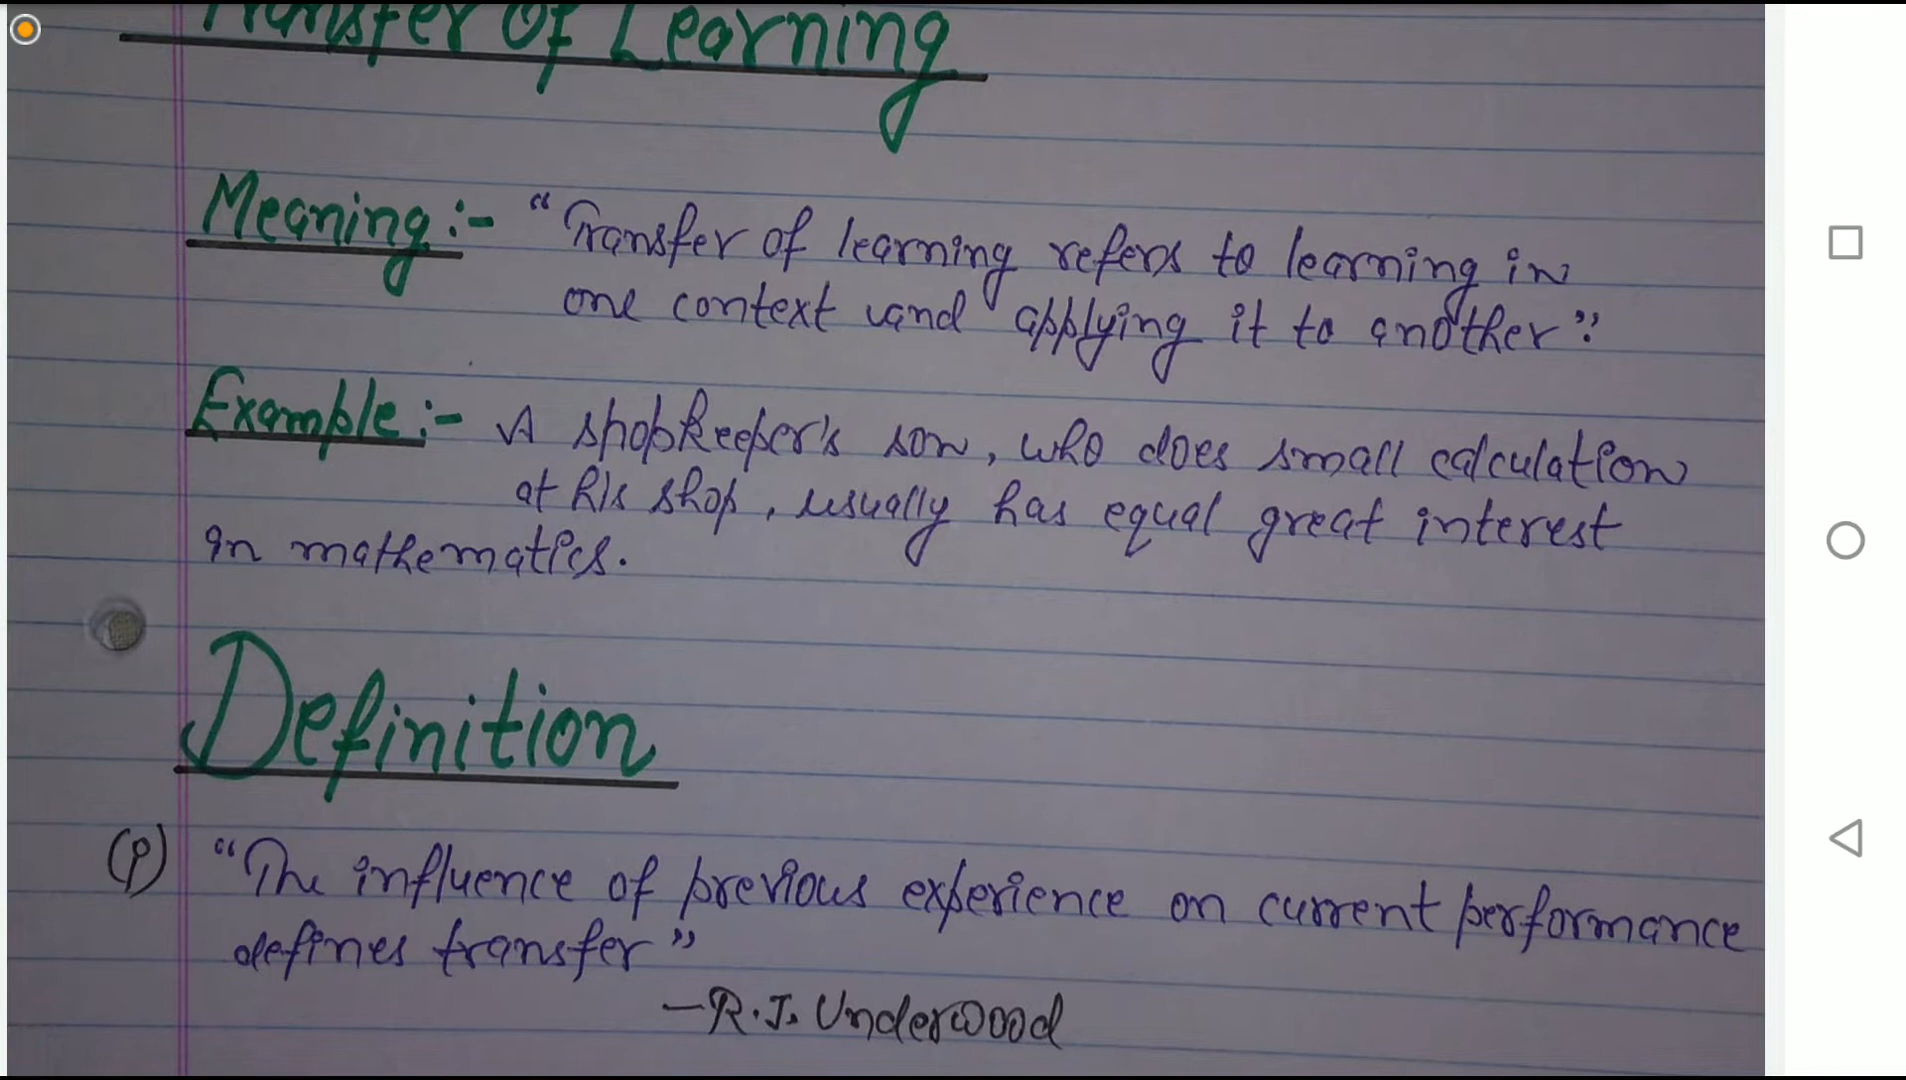 Transfer Of Learning
Meaning:- "Transfer of learning refers to learning in
one context and applying it to another"
Example:- A shopkeeper's son, who does small calculation
at his shop, usually has equal great interest
in mathematics.
Definition
(i) "The influence of previous experience on current performance
defines transfer"
-R.J. Underwood